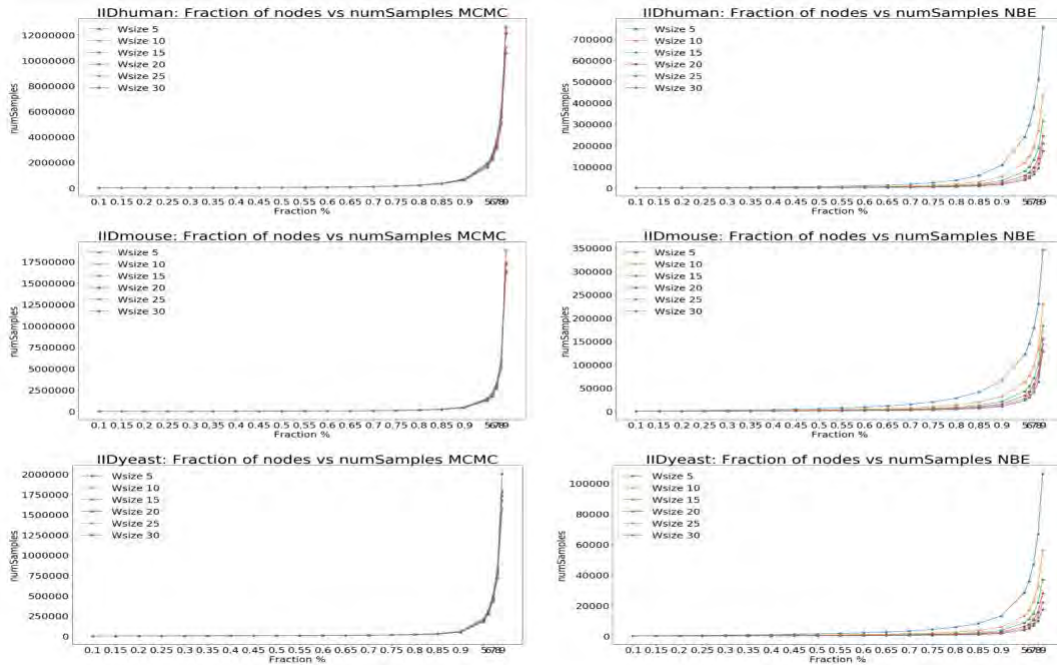 IIDhuman: Fraction of nodes vs numSamples MCMC
12000000
10000000
8000000
6000000
4000000
2000000
0
numSamples
Wsize 5
Wsize 10
Wsize 15
Wsize 20
Wsize 25
Wsize 30
0.1 0.15 0.2 0.25 0.3 0.35 0.4 0.45 0.5 0.55 0.6 0.65 0.7 0.75 0.8 0.85 0.9 56789
Fraction %
IIDhuman: Fraction of nodes vs numSamples NBE
700000
600000
500000
400000
300000
200000
100000
0
numSamples
Wsize 5
Wsize 10
Wsize 15
Wsize 20
Wsize 25
Wsize 30
0.1 0.15 0.2 0.25 0.3 0.35 0.4 0.45 0.5 0.55 0.6 0.65 0.7 0.75 0.8 0.85 0.9 56789
Fraction %
IIDmouse: Fraction of nodes vs numSamples MCMC
17500000
15000000
12500000
10000000
7500000
5000000
2500000
0
numSamples
Wsize 5
Wsize 10
Wsize 15
Wsize 20
Wsize 25
Wsize 30
0.1 0.15 0.2 0.25 0.3 0.35 0.4 0.45 0.5 0.55 0.6 0.65 0.7 0.75 0.8 0.85 0.9 56789
Fraction %
IIDmouse: Fraction of nodes vs numSamples NBE
350000
300000
250000
200000
150000
100000
50000
0
numSamples
Wsize 5
Wsize 10
Wsize 15
Wsize 20
Wsize 25
Wsize 30
0.1 0.15 0.2 0.25 0.3 0.35 0.4 0.45 0.5 0.55 0.6 0.65 0.7 0.75 0.8 0.85 0.9 56789
Fraction %
IIDyeast: Fraction of nodes vs numSamples MCMC
2000000
1750000
1500000
1250000
1000000
750000
500000
250000
0
numSamples
Wsize 5
Wsize 10
Wsize 15
Wsize 20
Wsize 25
Wsize 30
0.1 0.15 0.2 0.25 0.3 0.35 0.4 0.45 0.5 0.55 0.6 0.65 0.7 0.75 0.8 0.85 0.9 56789
Fraction %
IIDyeast: Fraction of nodes vs numSamples NBE
100000
80000
60000
40000
20000
0
numSamples
Wsize 5
Wsize 10
Wsize 15
Wsize 20
Wsize 25
Wsize 30
0.1 0.15 0.2 0.25 0.3 0.35 0.4 0.45 0.5 0.55 0.6 0.65 0.7 0.75 0.8 0.85 0.9 56789
Fraction %